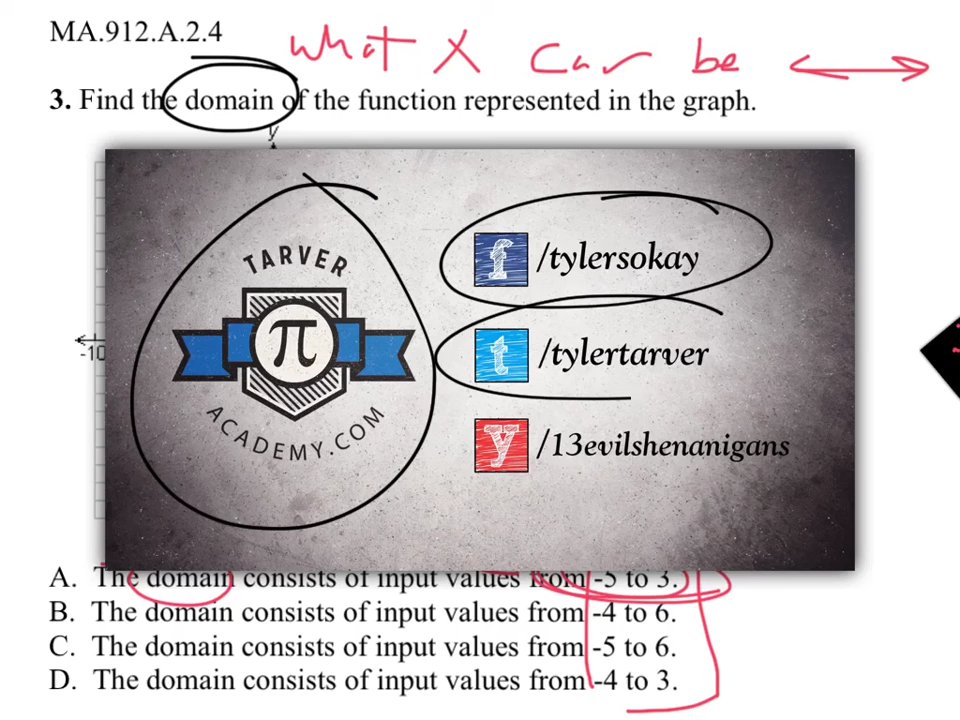 MA.912.A.2.4
what X can be
3. Find the domain of the function represented in the graph.
y
-10
TARVER
π
ACADEMY.COM
f /tylersokay
t /tylertarver
y /13evilshenanigans
A. The domain consists of input values from -5 to 3.
B. The domain consists of input values from -4 to 6.
C. The domain consists of input values from -5 to 6.
D. The domain consists of input values from -4 to 3.